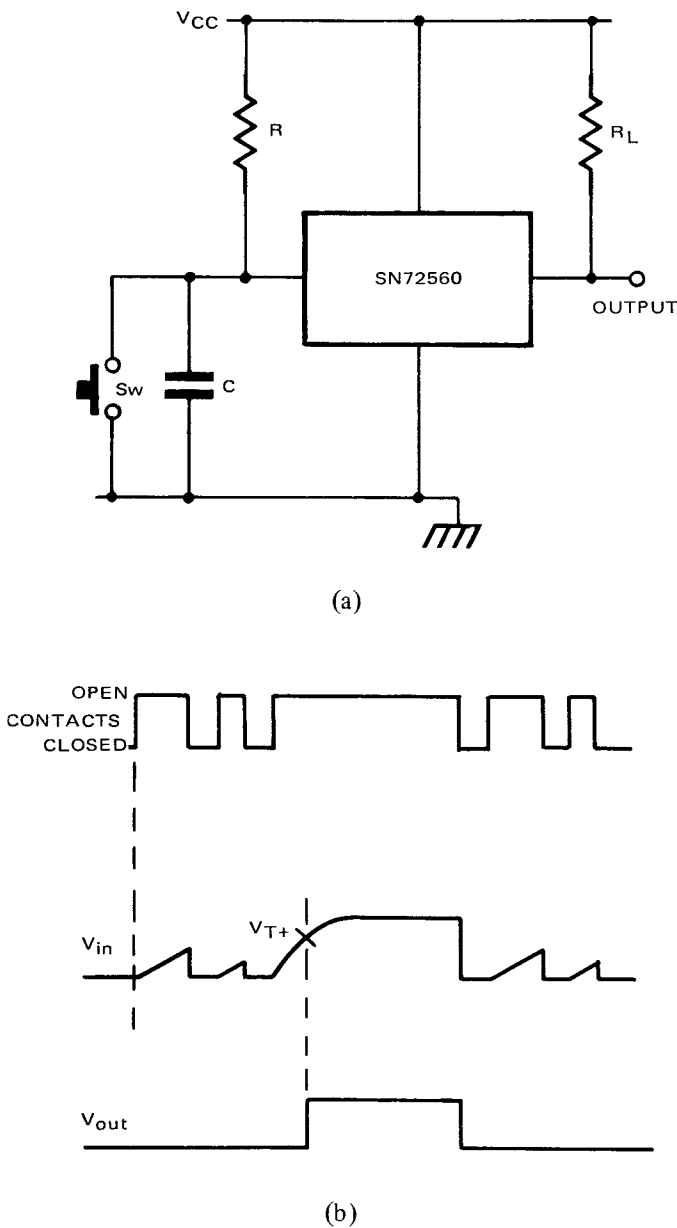 VCC
R
RL
SN72560
OUTPUT
Sw
C
(a)
OPEN
CONTACTS
CLOSED
VT+
Vin
Vout
(b)